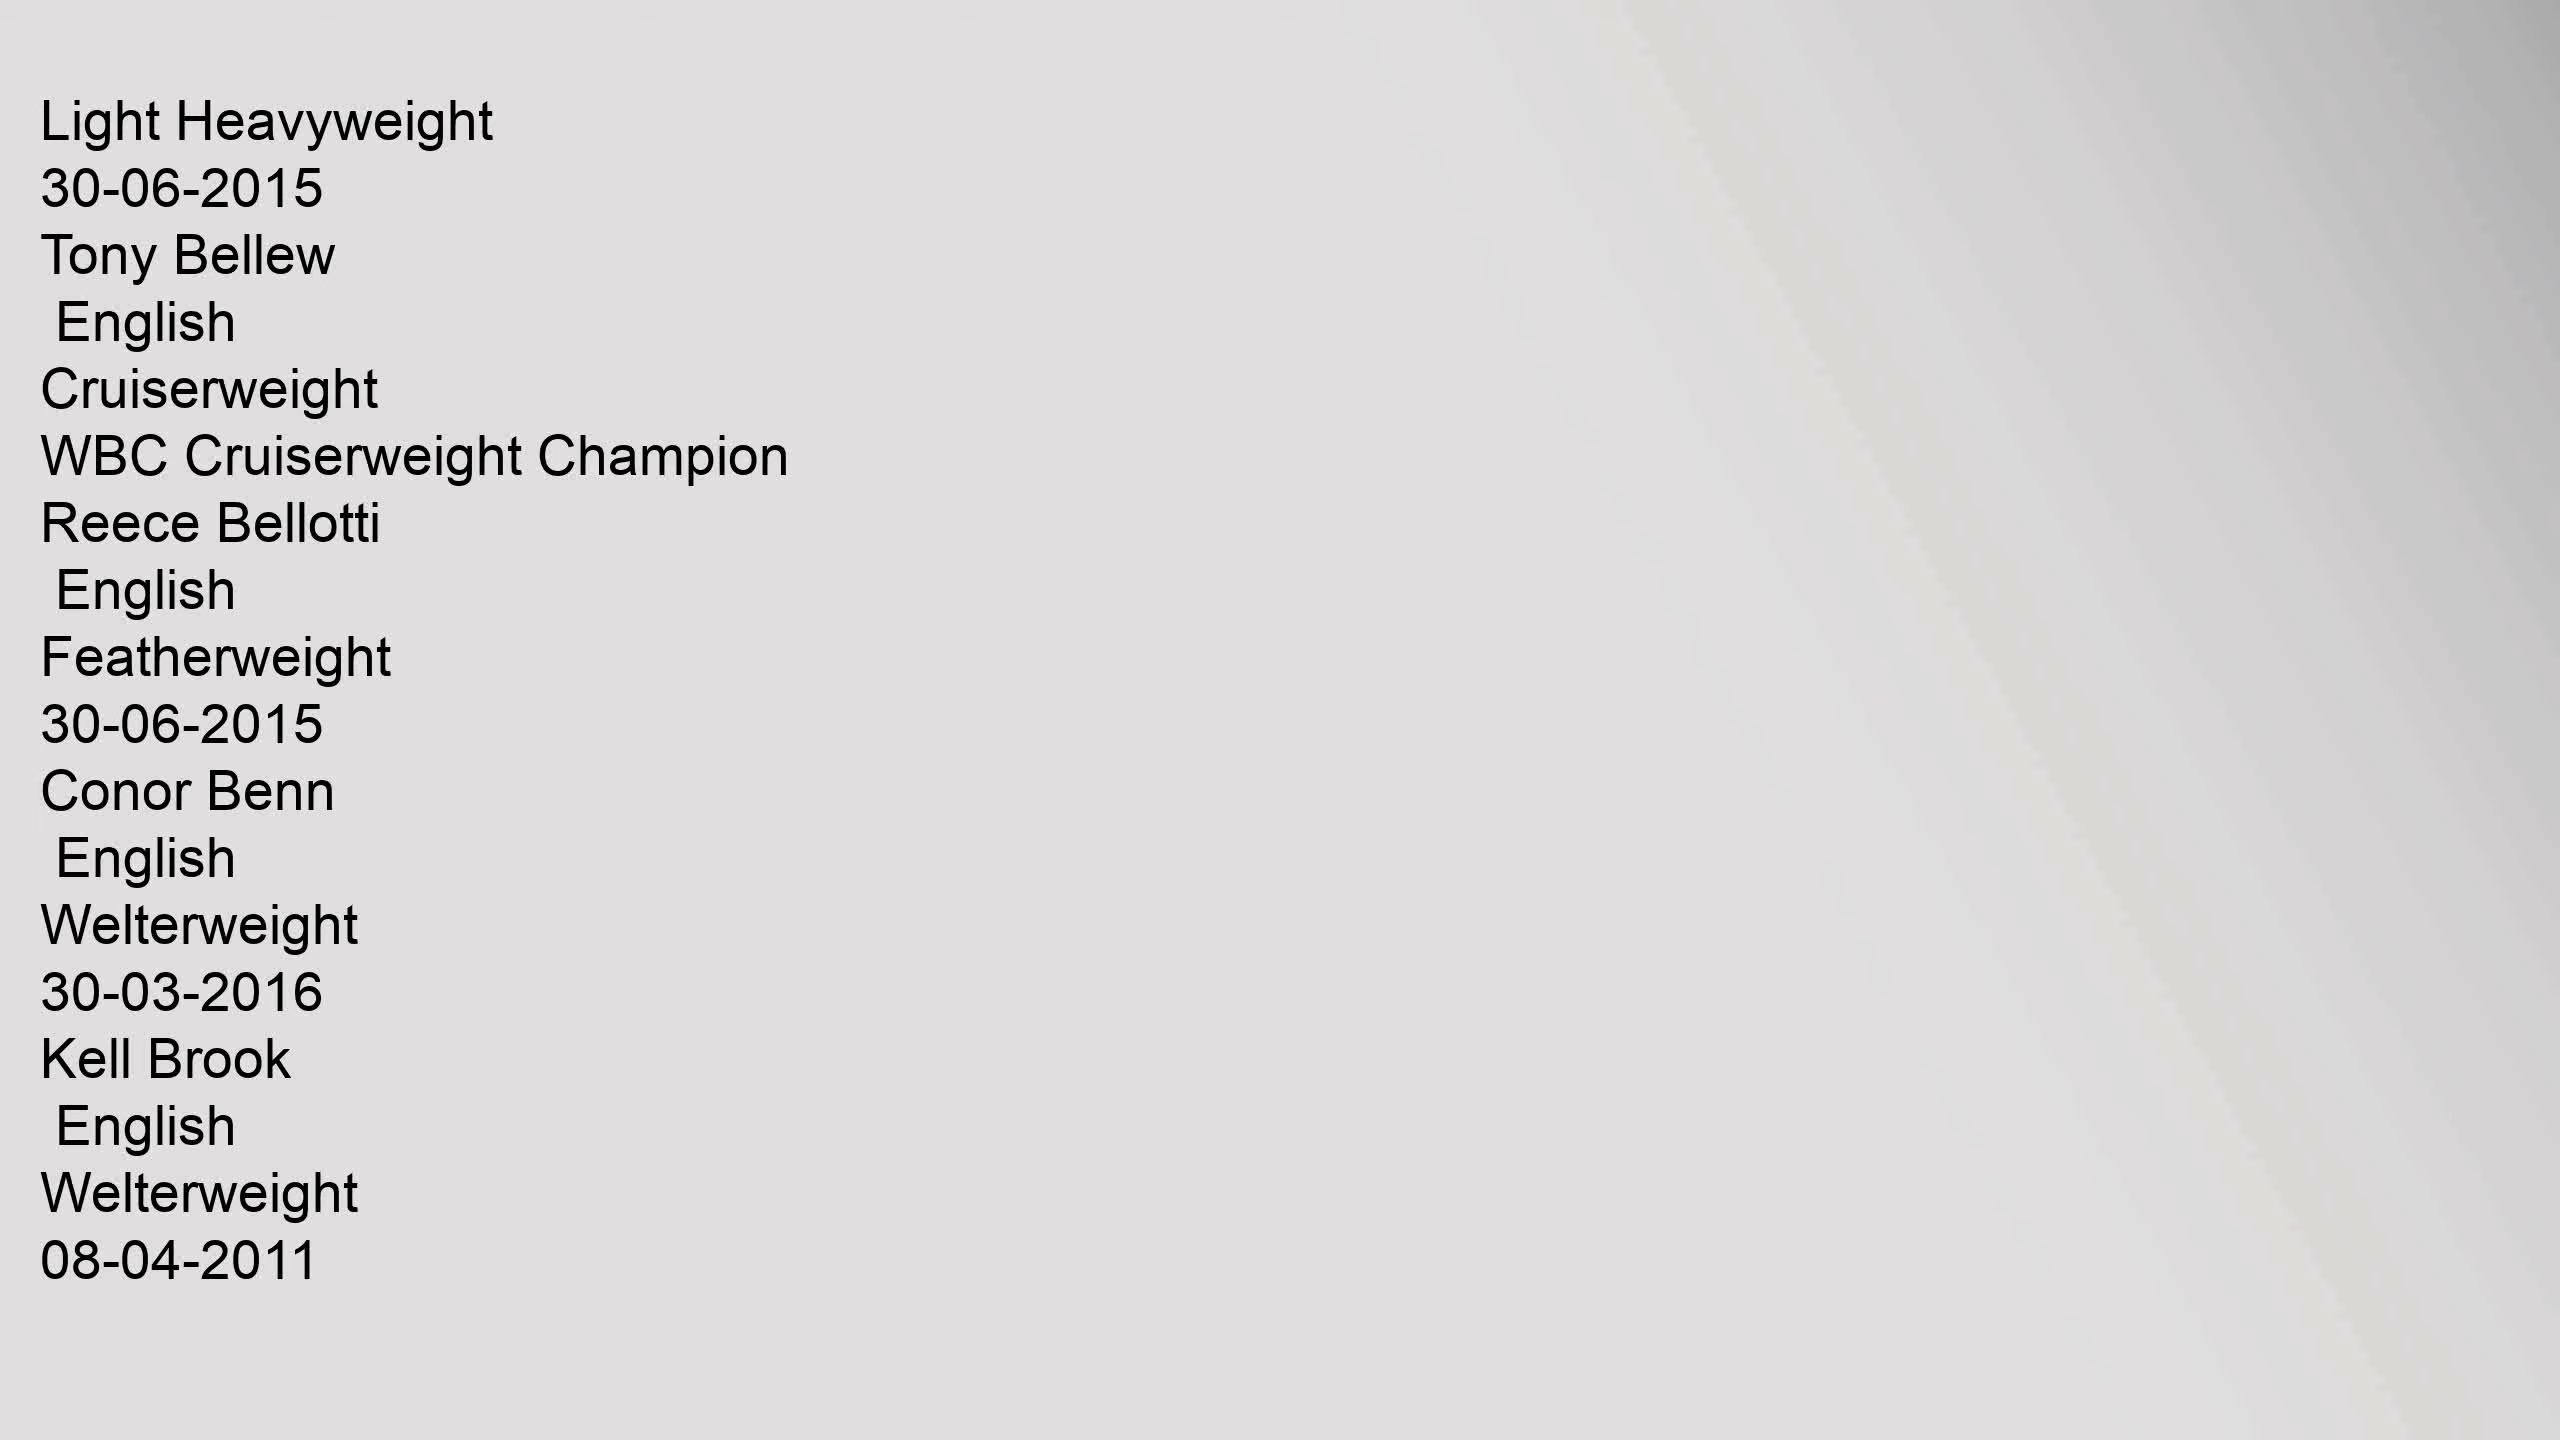 Light Heavyweight
30-06-2015
Tony Bellew
English
Cruiserweight
WBC Cruiserweight Champion
Reece Bellotti
English
Featherweight
30-06-2015
Conor Benn
English
Welterweight
30-03-2016
Kell Brook
English
Welterweight
08-04-2011